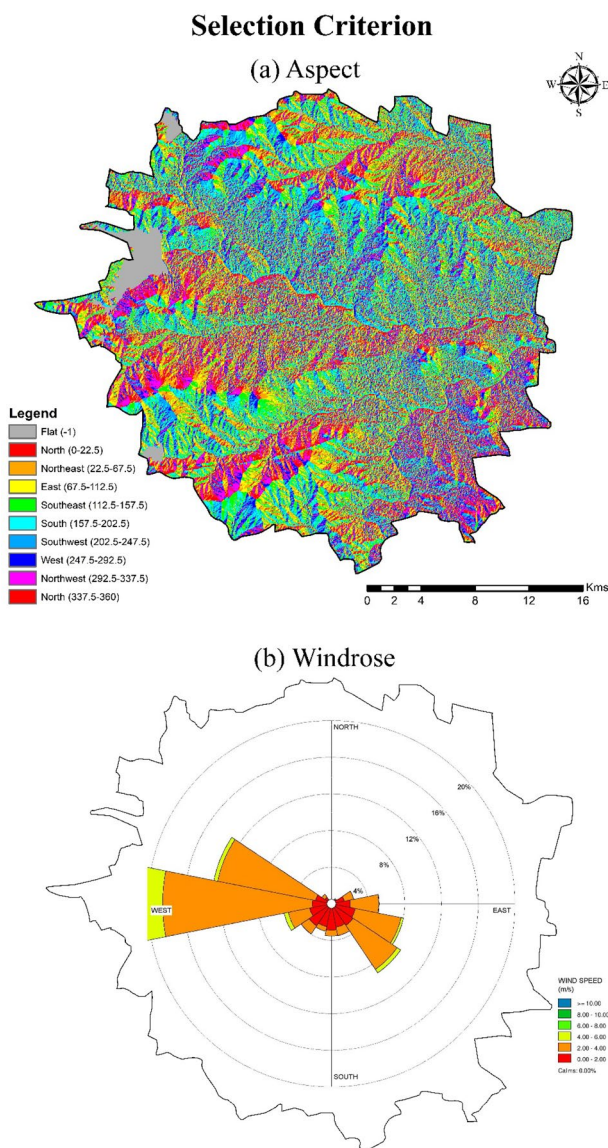 Selection Criterion
(a) Aspect
N
W E
S
Legend
Flat (-1)
North (0-22.5)
Northeast (22.5-67.5)
East (67.5-112.5)
Southeast (112.5-157.5)
South (157.5-202.5)
Southwest (202.5-247.5)
West (247.5-292.5)
Northwest (292.5-337.5)
North (337.5-360)
Kms
0 1 2 4 8 12 16
(b) Windrose
NORTH
20%
16%
12%
8%
4%
WEST EAST
SOUTH
WIND SPEED
(m/s)
>= 10.00
8.00 - 10.00
6.00 - 8.00
4.00 - 6.00
2.00 - 4.00
0.00 - 2.00
Calms: 0.00%